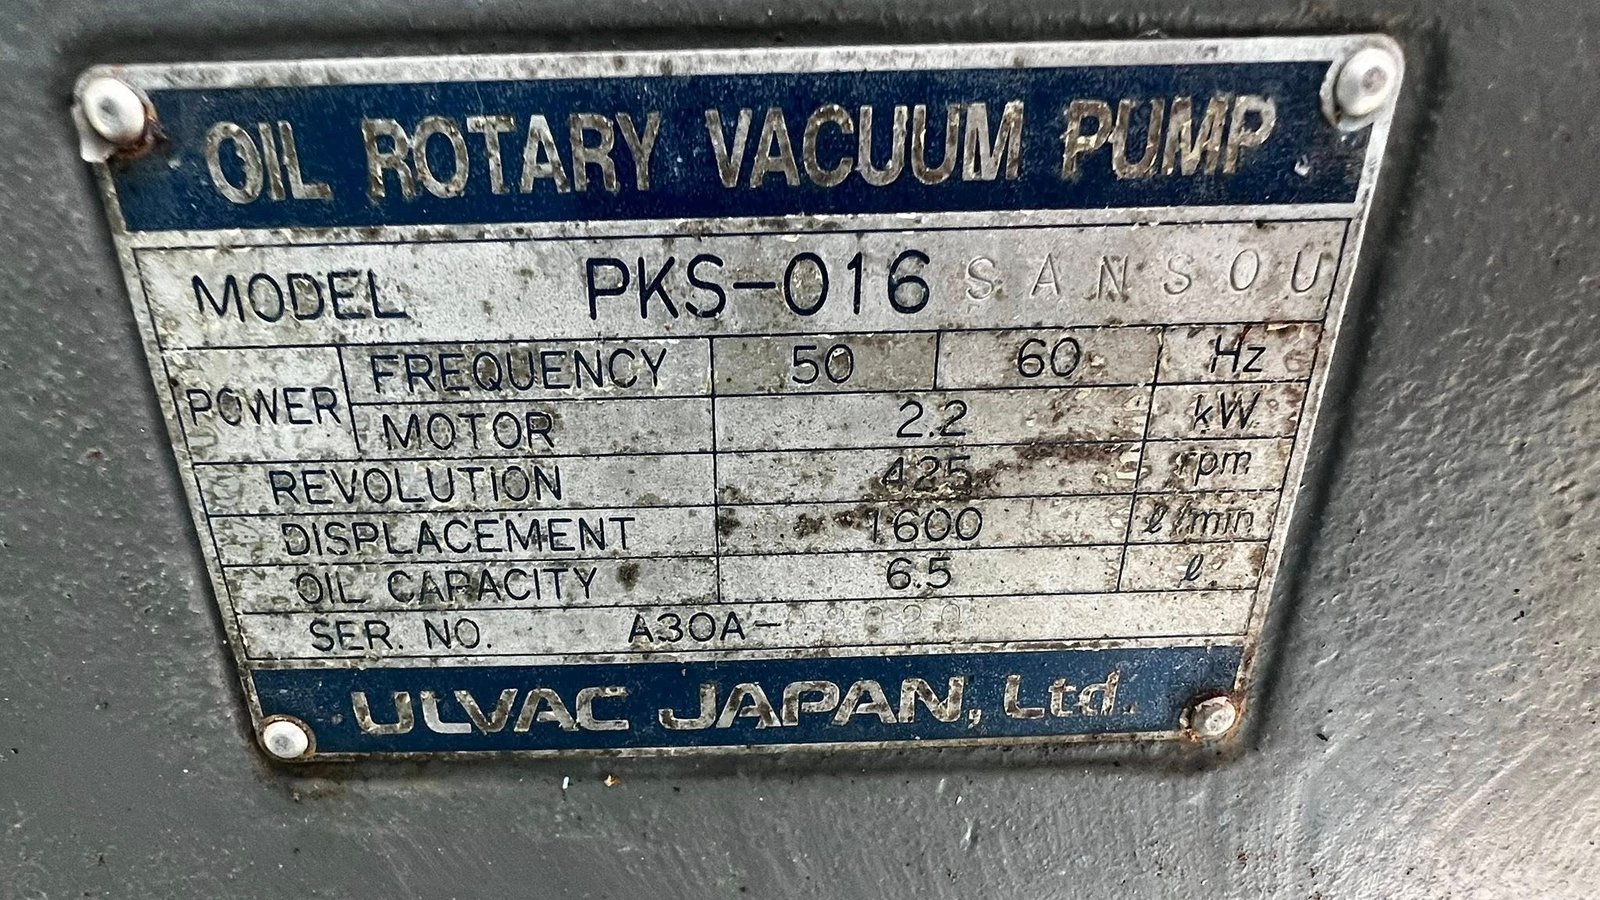 OIL ROTARY VACUUM PUMP
MODEL PKS-016 SANSOU
POWER FREQUENCY 50 60 Hz
MOTOR 2.2 kW
REVOLUTION 425 rpm
DISPLACEMENT 1600 ℓ/min
OIL CAPACITY 6.5 ℓ
SER. NO. A30A-
ULVAC JAPAN, Ltd.